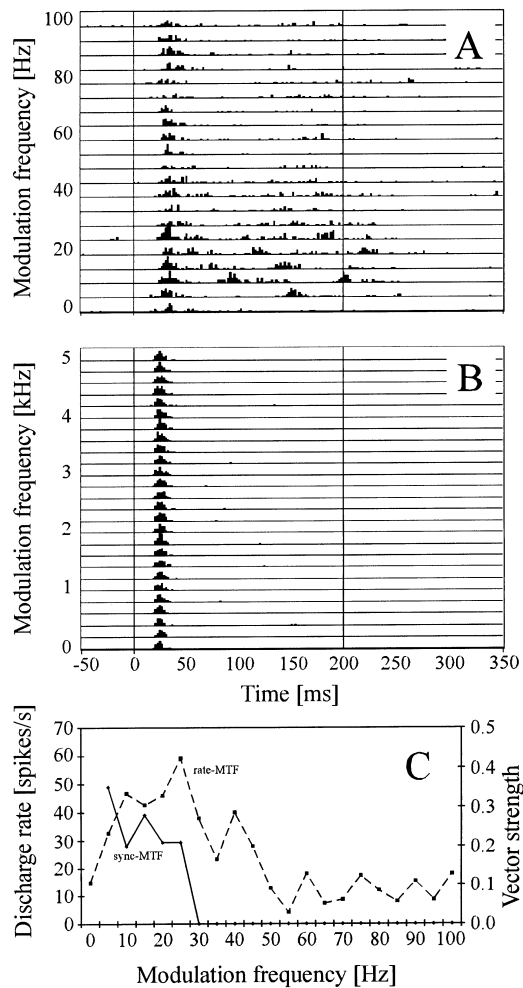 A
Modulation frequency [Hz]
100
80
60
40
20
0
B
Modulation frequency [kHz]
5
4
3
2
1
0
-50 0 50 100 150 200 250 300 350
Time [ms]
C
Discharge rate [spikes/s]
70
60
50
40
30
20
10
0
rate-MTF
sync-MTF
0.5
0.4
0.3
0.2
0.1
0.0
Vector strength
0 10 20 30 40 50 60 70 80 90 100
Modulation frequency [Hz]